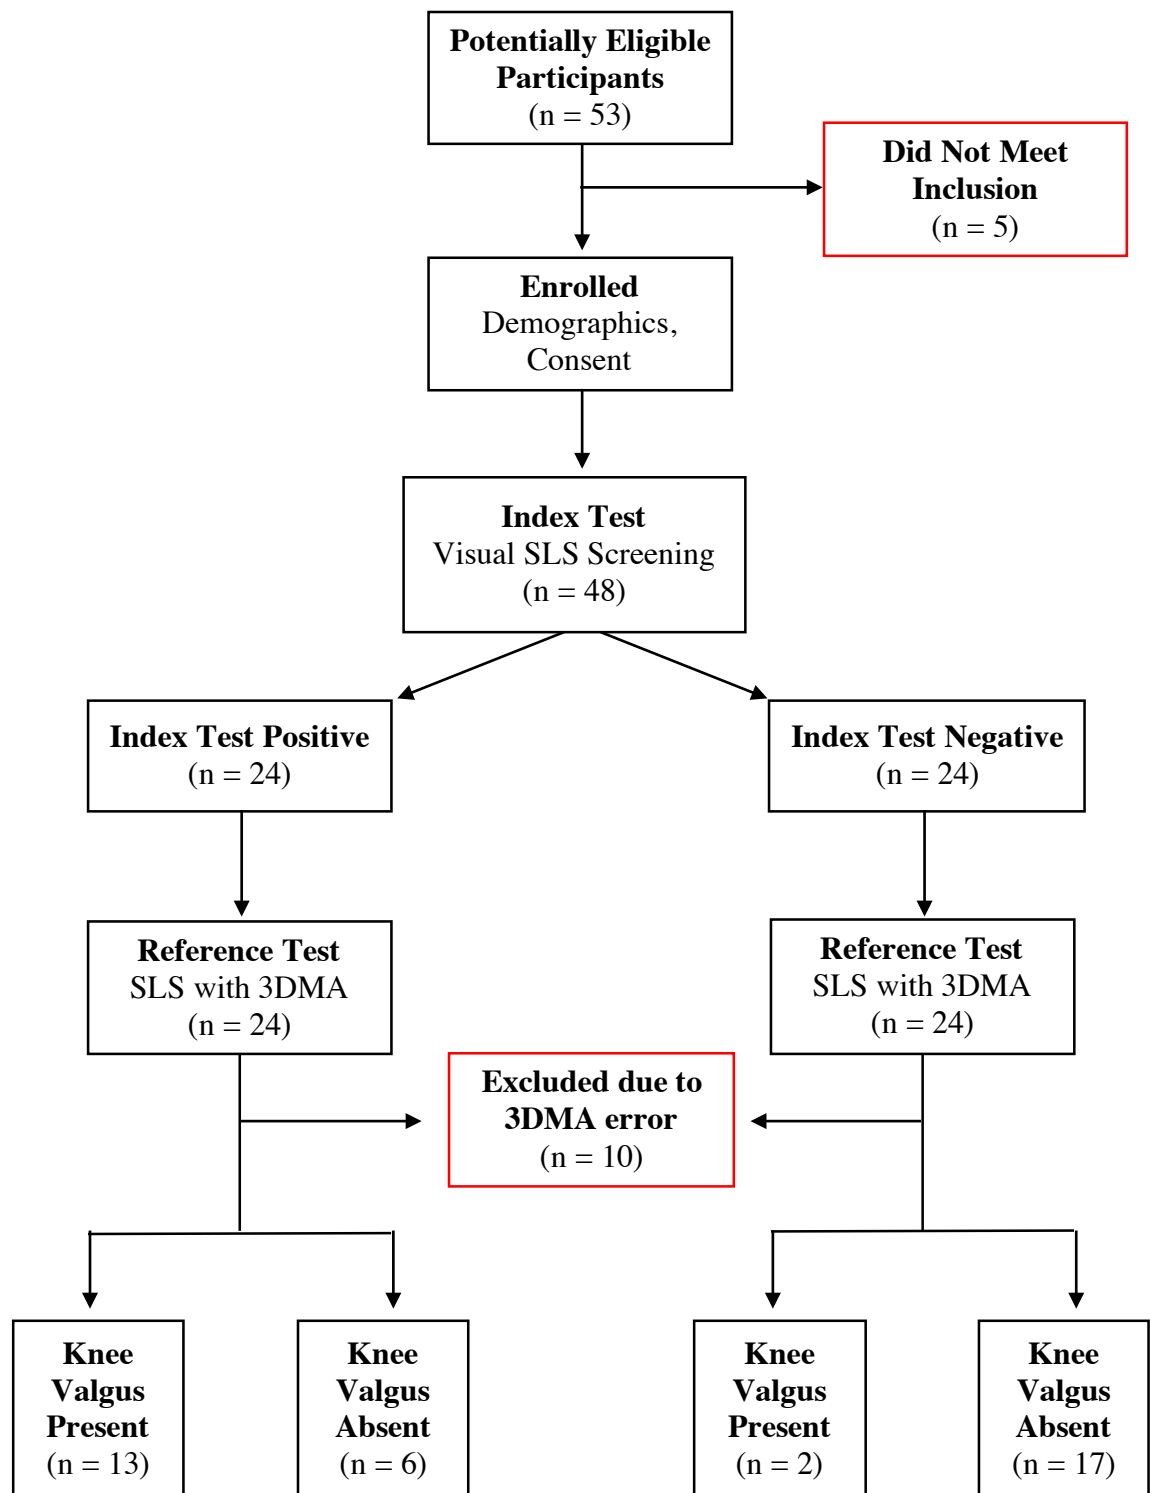 Potentially Eligible
Participants
(n = 53)
Did Not Meet
Inclusion
(n = 5)
Enrolled
Demographics,
Consent
Index Test
Visual SLS Screening
(n = 48)
Index Test Positive
(n = 24)
Index Test Negative
(n = 24)
Reference Test
SLS with 3DMA
(n = 24)
Reference Test
SLS with 3DMA
(n = 24)
Excluded due to
3DMA error
(n = 10)
Knee
Valgus
Present
(n = 13)
Knee
Valgus
Absent
(n = 6)
Knee
Valgus
Present
(n = 2)
Knee
Valgus
Absent
(n = 17)